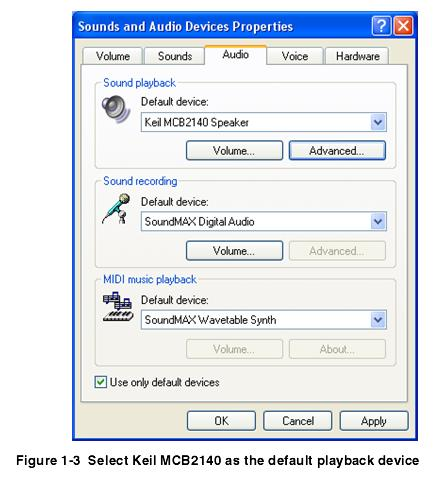 Sounds and Audio Devices Properties
Volume Sounds Audio Voice Hardware
Sound playback
Default device:
Keil MCB2140 Speaker
Volume... Advanced...
Sound recording
Default device:
SoundMAX Digital Audio
Volume... Advanced...
MIDI music playback
Default device:
SoundMAX Wavetable Synth
Volume... About...
Use only default devices
OK Cancel Apply
Figure 1-3 Select Keil MCB2140 as the default playback device